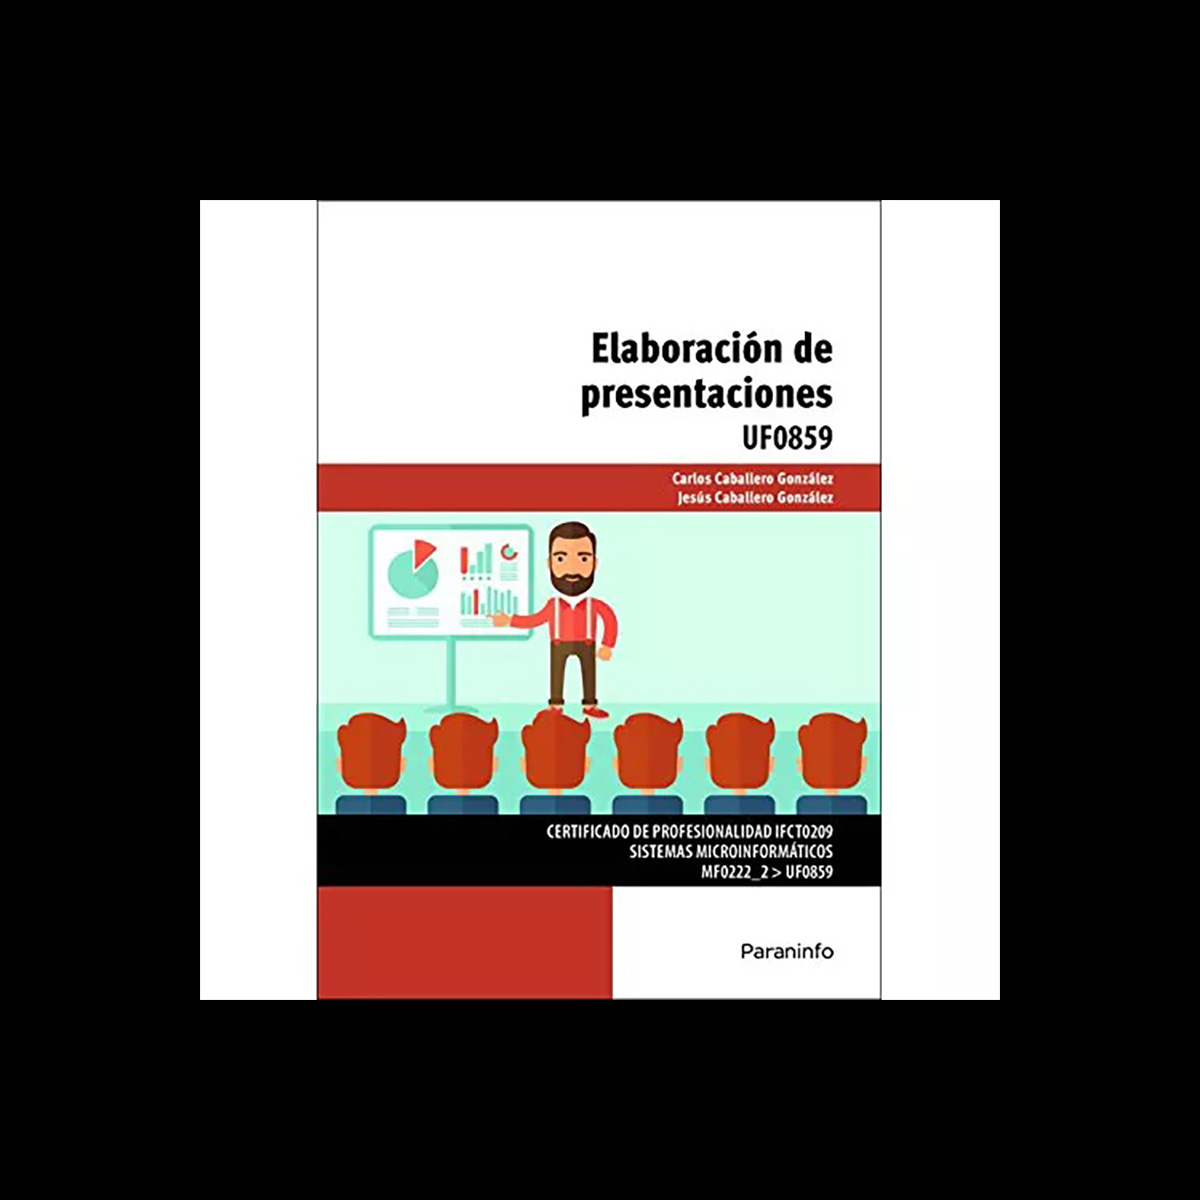 Elaboración de
presentaciones
UF0859
Carlos Caballero González
Jesús Caballero González
CERTIFICADO DE PROFESIONALIDAD IFCT0209
SISTEMAS MICROINFORMÁTICOS
MF0222_2 > UF0859
Paraninfo